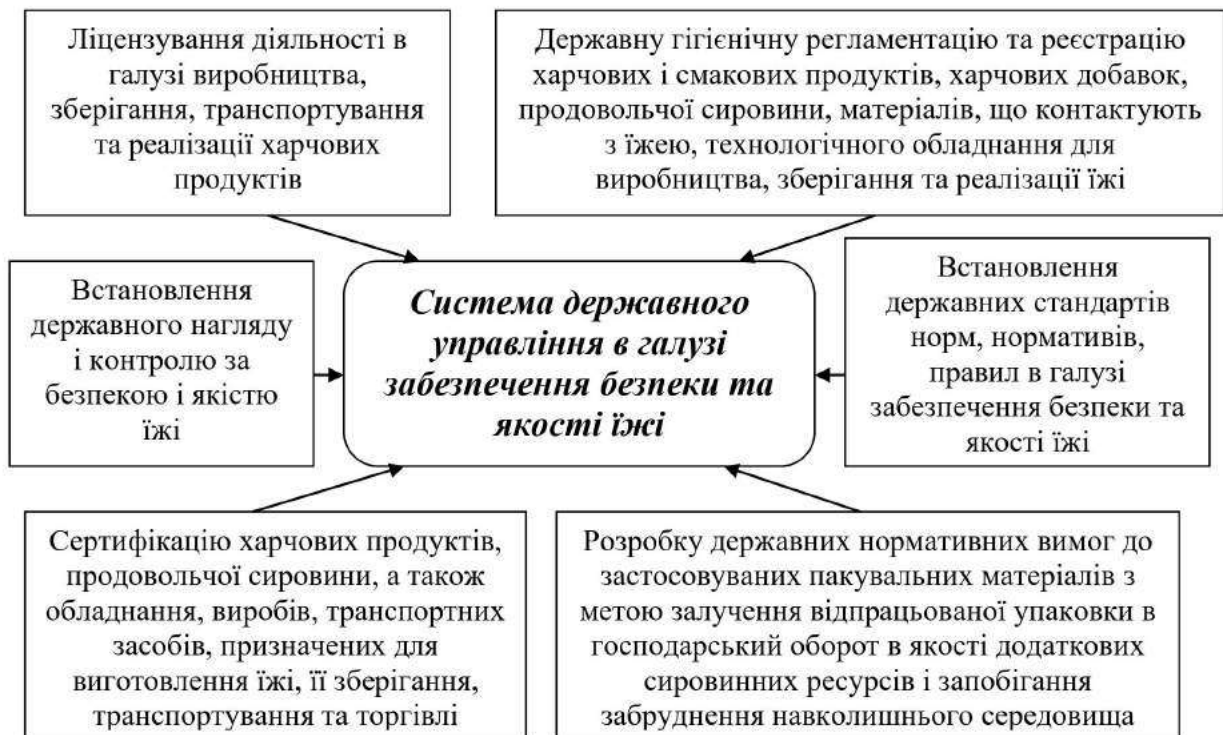 Ліцензування діяльності в
галузі виробництва,
зберігання, транспортування
та реалізації харчових
продуктів
Державну гігієнічну регламентацію та реєстрацію
харчових і смакових продуктів, харчових добавок,
продовольчої сировини, матеріалів, що контактують
з їжею, технологічного обладнання для
виробництва, зберігання та реалізації їжі
Встановлення
державного нагляду
і контролю за
безпекою і якістю
їжі
Система державного
управління в галузі
забезпечення безпеки та
якості їжі
Встановлення
державних стандартів
норм, нормативів,
правил в галузі
забезпечення безпеки та
якості їжі
Сертифікацію харчових продуктів,
продовольчої сировини, а також
обладнання, виробів, транспортних
засобів, призначених для
виготовлення їжі, її зберігання,
транспортування та торгівлі
Розробку державних нормативних вимог до
застосовуваних пакувальних матеріалів з
метою залучення відпрацьованої упаковки в
господарський оборот в якості додаткових
сировинних ресурсів і запобігання
забруднення навколишнього середовища